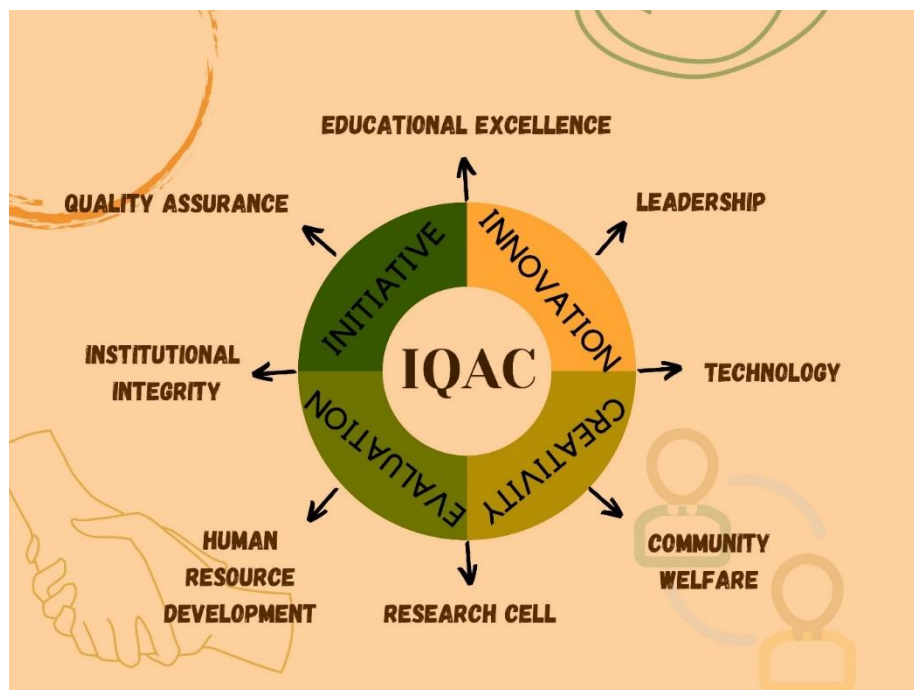 EDUCATIONAL EXCELLENCE
QUALITY ASSURANCE
LEADERSHIP
INITIATIVE
INNOVATION
INSTITUTIONAL
INTEGRITY
IQAC
TECHNOLOGY
EVALUATION
CREATIVITY
HUMAN
RESOURCE
DEVELOPMENT
RESEARCH CELL
COMMUNITY
WELFARE